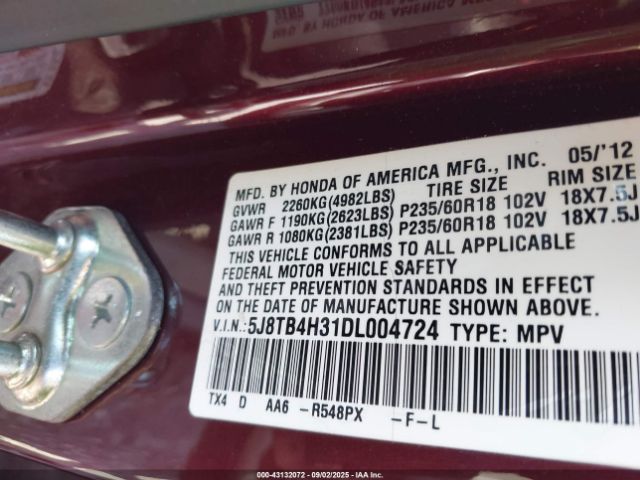 OF AMERICA
MFD. BY HONDA OF AMERICA MFG., INC. 05/'12
GVWR 2260KG(4982LBS) TIRE SIZE RIM SIZE
GAWR F 1190KG(2623LBS) P235/60R18 102V 18X7.5J
GAWR R 1080KG(2381LBS) P235/60R18 102V 18X7.5J
THIS VEHICLE CONFORMS TO ALL APPLICABLE
FEDERAL MOTOR VEHICLE SAFETY
AND THEFT PREVENTION STANDARDS IN EFFECT
ON THE DATE OF MANUFACTURE SHOWN ABOVE.
V.I.N.: 5J8TB4H31DL004724 TYPE: MPV
TX4 D AA6 -R548PX -F-L
000-43132072 - 09/02/2025 - IAA